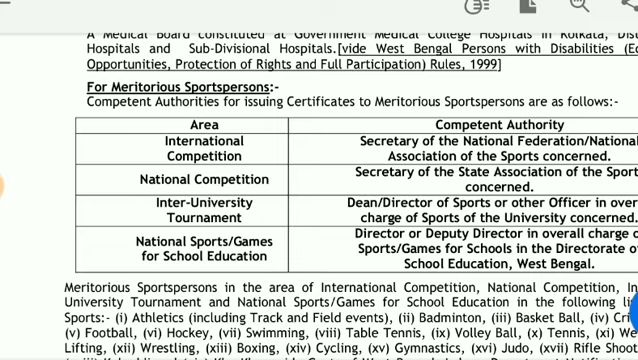 A Medical Board constituted at Government Medical College Hospitals in Kolkata,
Hospitals and Sub-Divisional Hospitals.[vide West Bengal Persons with Disabilities
Opportunities, Protection of Rights and Full Participation) Rules, 1999]
For Meritorious Sportspersons:-
Competent Authorities for issuing Certificates to Meritorious Sportspersons are as follows:-
Area Competent Authority
International Competition Secretary of the National Federation/National
Association of the Sports concerned.
National Competition Secretary of the State Association of the
concerned.
Inter-University Tournament Dean/Director of Sports or other Officer in
charge of Sports of the University concerned.
National Sports/Games for School Education Director or Deputy Director in overall charge
Sports/Games for Schools in the Directorate
School Education, West Bengal.
Meritorious Sportspersons in the area of International Competition, National Competition,
University Tournament and National Sports/Games for School Education in the following
Sports:- (i) Athletics (including Track and Field events), (ii) Badminton, (iii) Basket Ball, (iv)
(v) Football, (vi) Hockey, (vii) Swimming, (viii) Table Tennis, (ix) Volley Ball, (x) Tennis, (xi)
Lifting, (xii) Wrestling, (xiii) Boxing, (xiv) Cycling, (xv) Gymnastics, (xvi) Judo, (xvii) Rifle